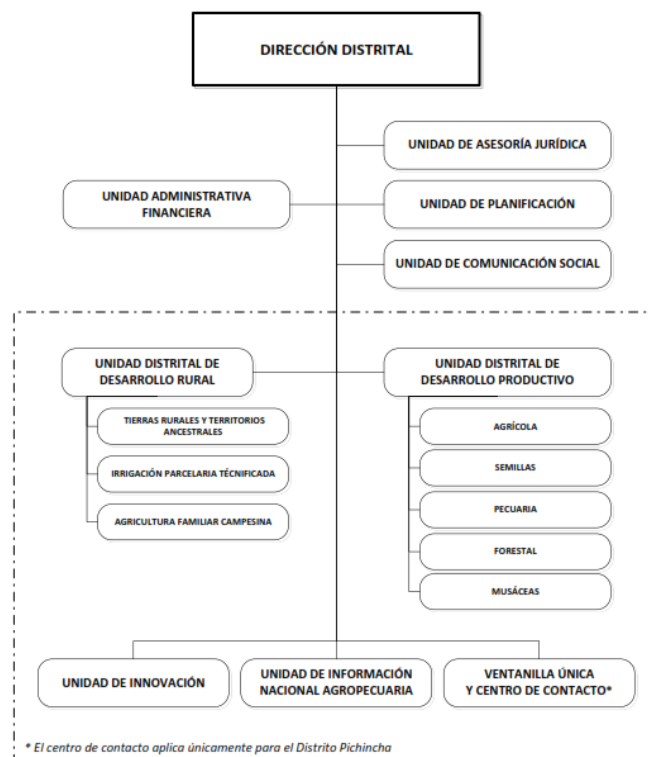 DIRECCIÓN DISTRITAL
UNIDAD DE ASESORÍA JURÍDICA
UNIDAD ADMINISTRATIVA
FINANCIERA
UNIDAD DE PLANIFICACIÓN
UNIDAD DE COMUNICACIÓN SOCIAL
UNIDAD DISTRITAL DE
DESARROLLO RURAL
TIERRAS RURALES Y TERRITORIOS
ANCESTRALES
IRRIGACIÓN PARCELARIA TÉCNIFICADA
AGRICULTURA FAMILIAR CAMPESINA
UNIDAD DISTRITAL DE
DESARROLLO PRODUCTIVO
AGRÍCOLA
SEMILLAS
PECUARIA
FORESTAL
MUSÁCEAS
UNIDAD DE INNOVACIÓN
UNIDAD DE INFORMACIÓN
NACIONAL AGROPECUARIA
VENTANILLA ÚNICA
Y CENTRO DE CONTACTO*
* El centro de contacto aplica únicamente para el Distrito Pichincha